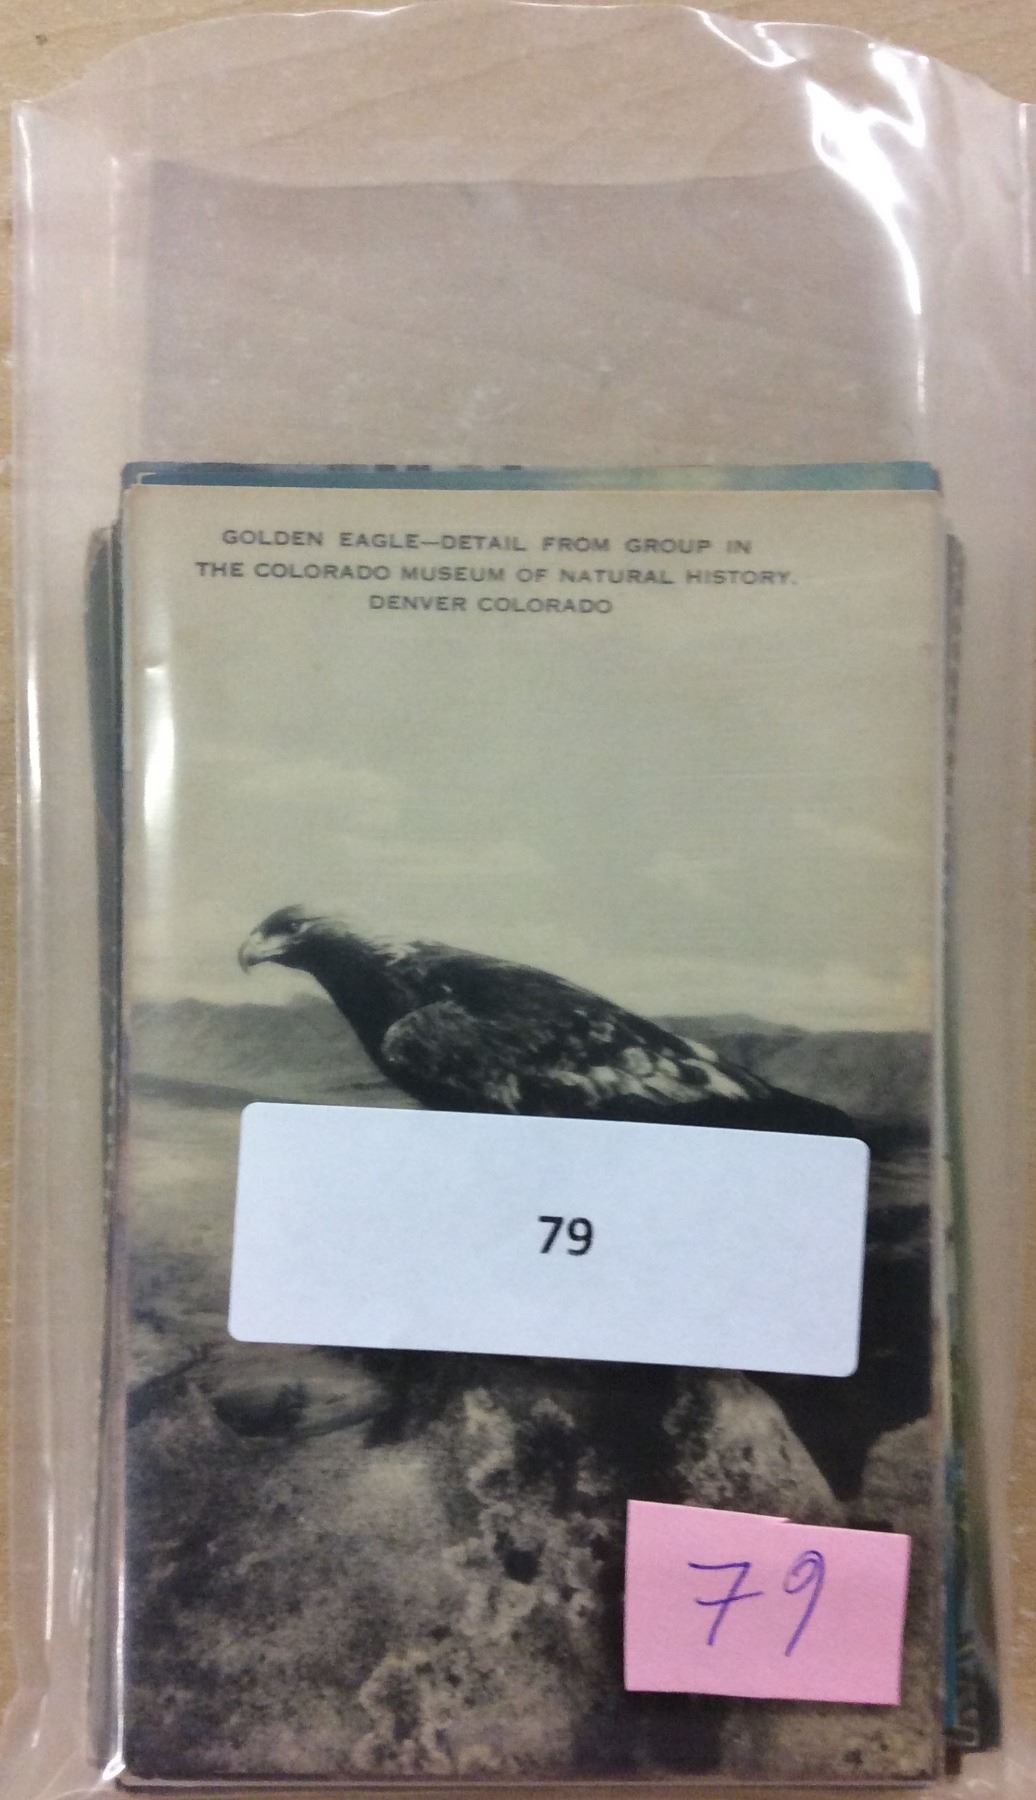 GOLDEN EAGLE—DETAIL FROM GROUP IN
THE COLORADO MUSEUM OF NATURAL HISTORY.
DENVER COLORADO
79
79